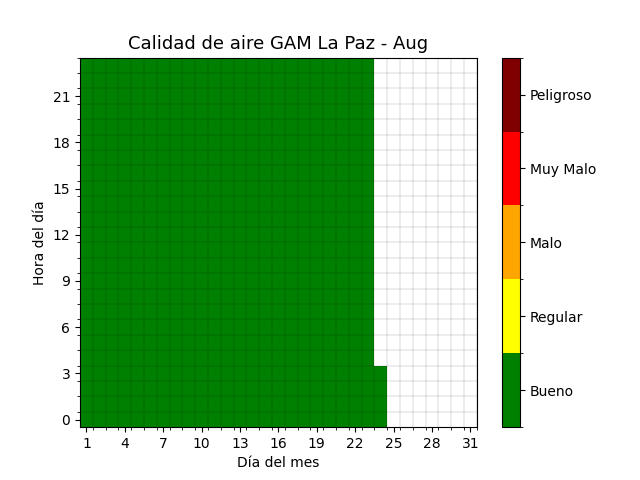 Calidad de aire GAM La Paz - Aug
Peligroso
Muy Malo
Malo
Regular
Bueno
Hora del día
21
18
15
12
9
6
3
0
1 4 7 10 13 16 19 22 25 28 31
Día del mes